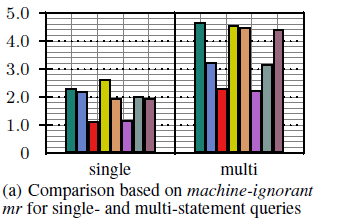 5.0
4.0
3.0
2.0
1.0
0
single multi
(a) Comparison based on machine-ignorant
mr for single- and multi-statement queries